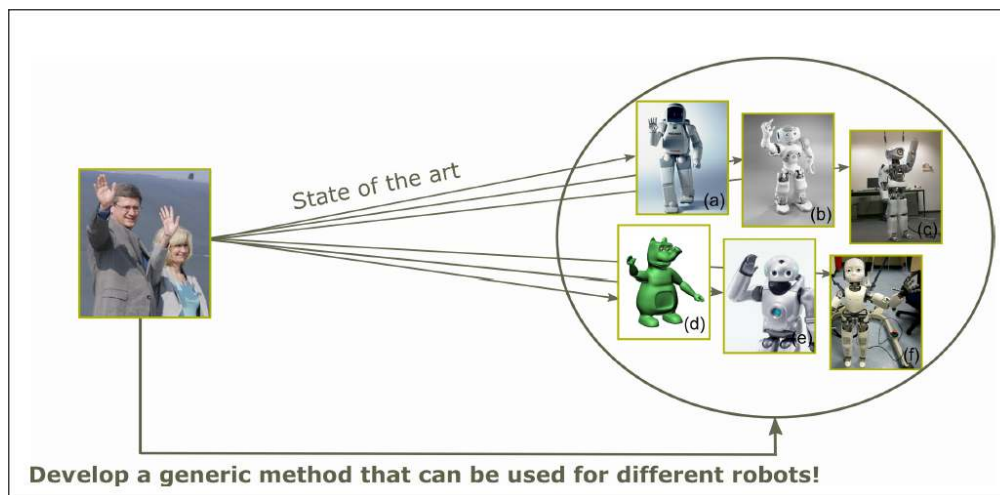 State of the art
(a)
(b)
(c)
(d)
(e)
(f)
Develop a generic method that can be used for different robots!